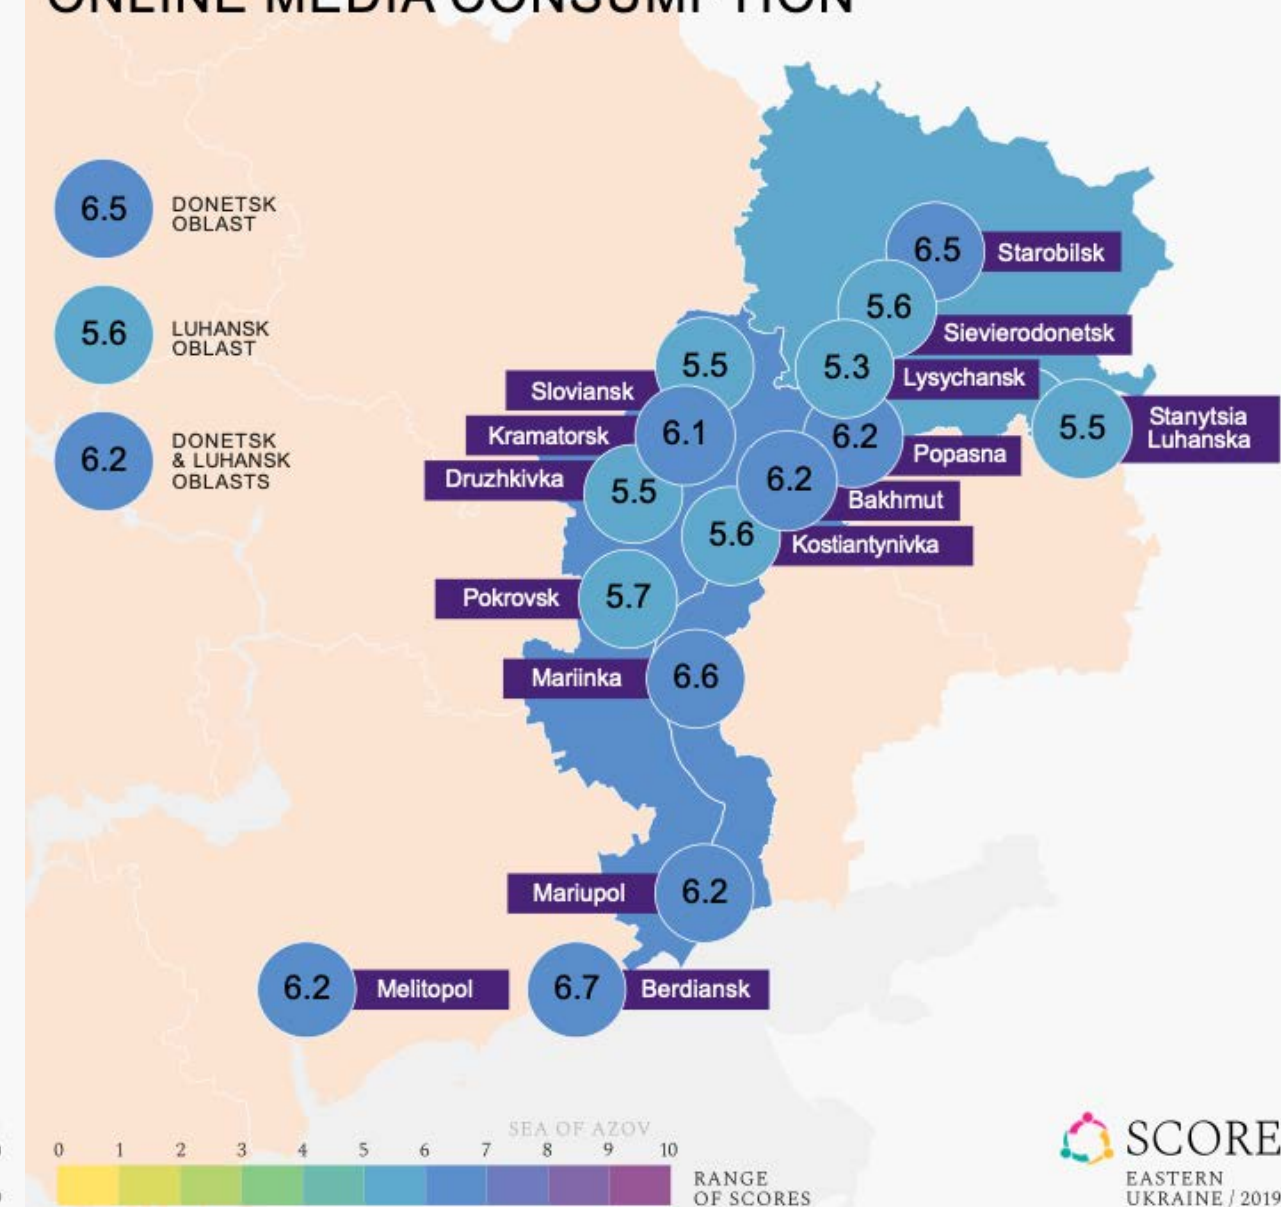 ONLINE MEDIA CONSUMPTION
6.5
DONETSK
OBLAST
5.6
LUHANSK
OBLAST
6.2
DONETSK
& LUHANSK
OBLASTS
6.5
Starobilsk
5.6
Sievierodonetsk
5.3
Lysychansk
5.5
Sloviansk
6.1
Kramatorsk
6.2
Popasna
5.5
Stanytsia
Luhanska
5.5
Druzhkivka
6.2
Bakhmut
5.6
Kostiantynivka
Pokrovsk
5.7
Mariinka
6.6
Mariupol
6.2
6.2
Melitopol
6.7
Berdiansk
SEA OF AZOV
0 1 2 3 4 5 6 7 8 9 10
RANGE
OF SCORES
SCORE
EASTERN
UKRAINE / 2019